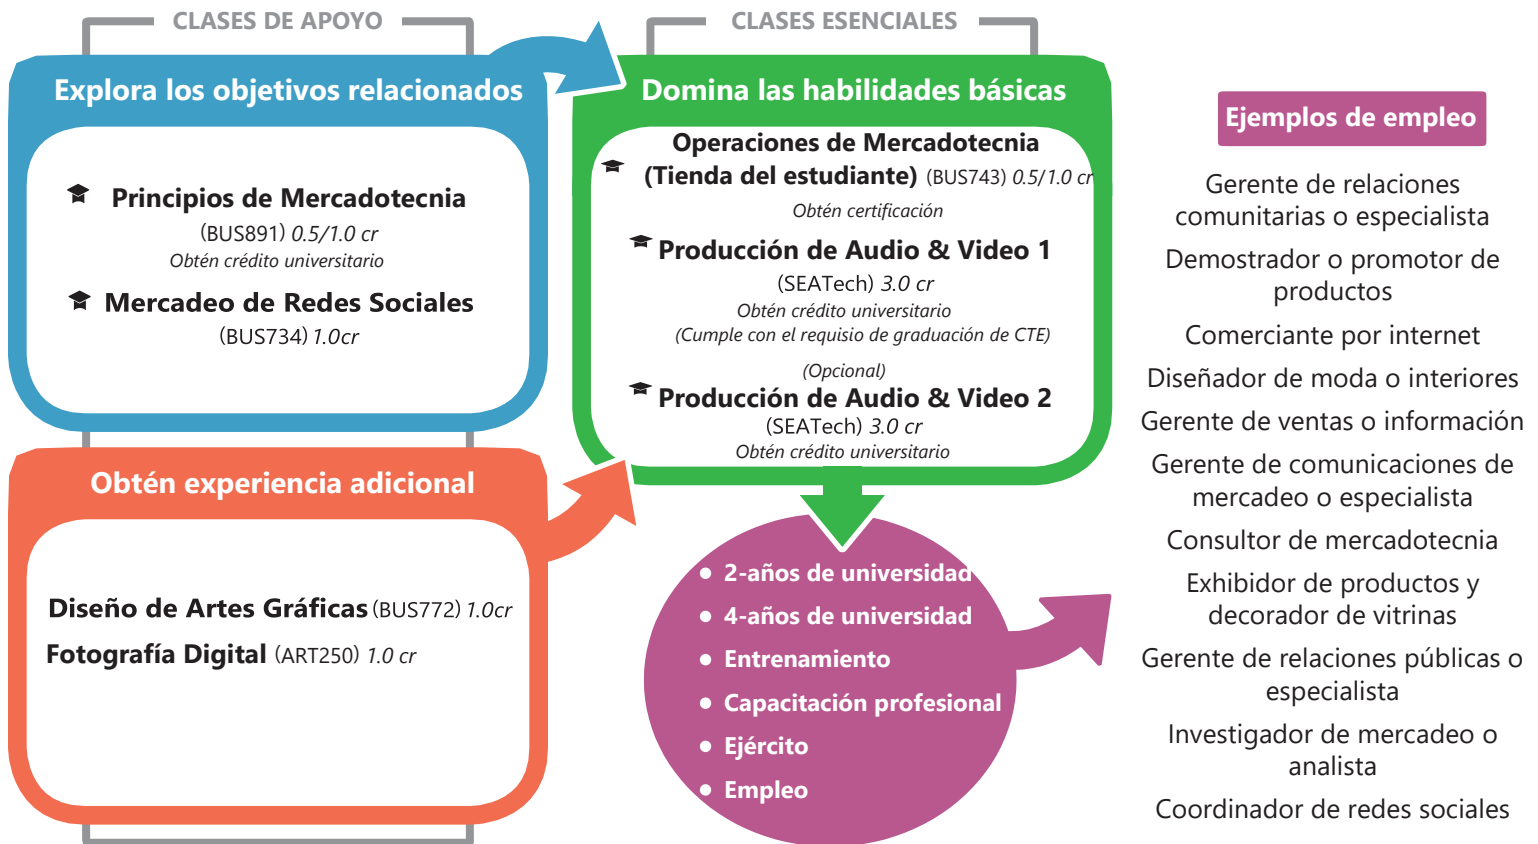 CLASES DE APOYO
Explora los objetivos relacionados
Principios de Mercadotecnia
(BUS891) 0.5/1.0 cr
Obtén crédito universitario
Mercadeo de Redes Sociales
(BUS734) 1.0cr
Obtén experiencia adicional
Diseño de Artes Gráficas (BUS772) 1.0cr
Fotografía Digital (ART250) 1.0 cr
CLASES ESENCIALES
Domina las habilidades básicas
Operaciones de Mercadotecnia
(Tienda del estudiante) (BUS743) 0.5/1.0 cr
Obtén certificación
Producción de Audio & Video 1
(SEATech) 3.0 cr
Obtén crédito universitario
(Cumple con el requisio de graduación de CTE)
(Opcional)
Producción de Audio & Video 2
(SEATech) 3.0 cr
Obtén crédito universitario
• 2-años de universidad
• 4-años de universidad
• Entrenamiento
• Capacitación profesional
• Ejército
• Empleo
Ejemplos de empleo
Gerente de relaciones
comunitarias o especialista
Demostrador o promotor de
productos
Comerciante por internet
Diseñador de moda o interiores
Gerente de ventas o información
Gerente de comunicaciones de
mercadeo o especialista
Consultor de mercadotecnia
Exhibidor de productos y
decorador de vitrinas
Gerente de relaciones públicas o
especialista
Investigador de mercadeo o
analista
Coordinador de redes sociales